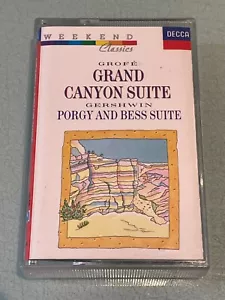 WEEKEND
Classics
DECCA
GROFÉ
GRAND
CANYON SUITE
GERSHWIN
PORGY AND BESS SUITE